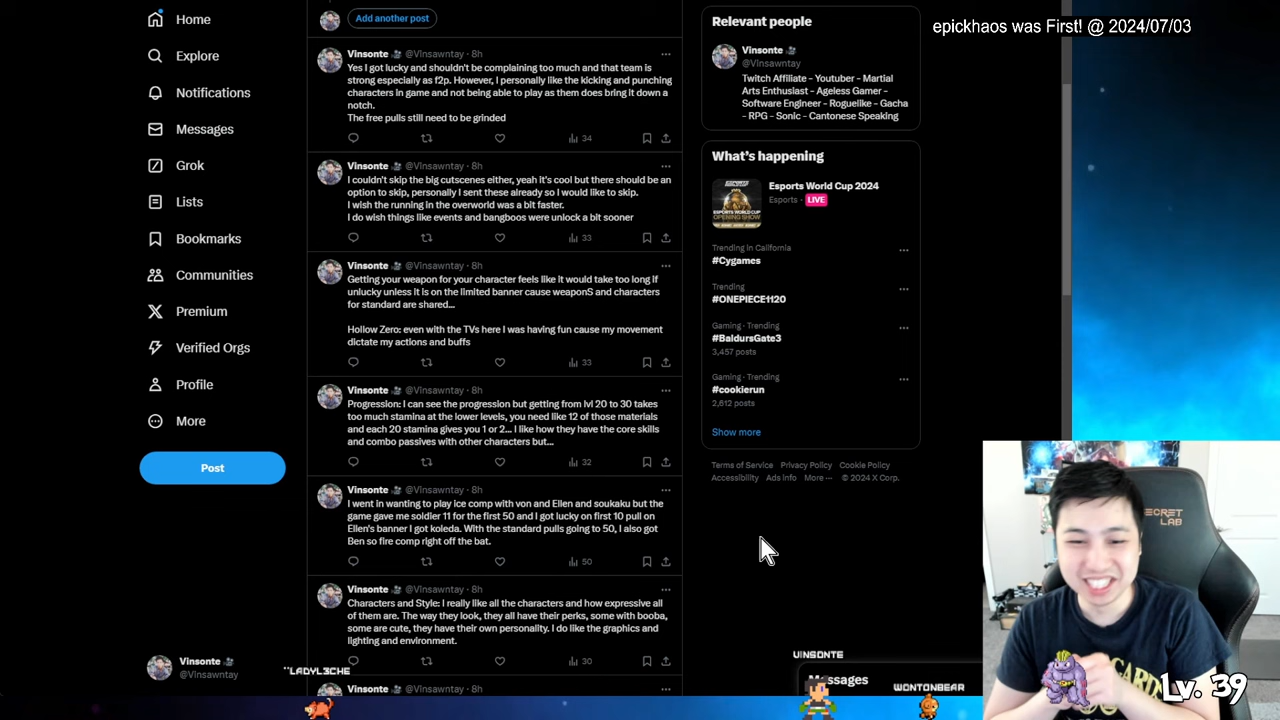 epickhaos was First! @ 2024/07/03
Home
Explore
Notifications
Messages
Grok
Lists
Bookmarks
Communities
Premium
Verified Orgs
Profile
More
Post
Vinsonte
@VInsawntay
Add another post
Vinsonte @VInsawntay · 8h
Yes I got lucky and shouldn't be complaining too much and that team is
strong especially as f2p. However, I personally like the kicking and punching
characters in game and not being able to play as them does bring it down a
notch.
The free pulls still need to be grinded
34
Vinsonte @VInsawntay · 8h
I couldn't skip the big cutscenes either, yeah it's cool but there should be an
option to skip, personally I sent these already so I would like to skip.
I wish the running in the overworld was a bit faster.
I do wish things like events and bangboos were unlock a bit sooner
33
Vinsonte @VInsawntay · 8h
Getting your weapon for your character feels like it would take too long if
unlucky unless it is on the limited banner cause weaponS and characters
for standard are shared...
Hollow Zero: even with the TVs here I was having fun cause my movement
dictate my actions and buffs
33
Vinsonte @VInsawntay · 8h
Progression: I can see the progression but getting from lvl 20 to 30 takes
too much stamina at the lower levels, you need like 12 of those materials
and each 20 stamina gives you 1 or 2... I like how they have the core skills
and combo passives with other characters but...
32
Vinsonte @VInsawntay · 8h
I went in wanting to play ice comp with von and Ellen and soukaku but the
game gave me soldier 11 for the first 50 and I got lucky on first 10 pull on
Ellen's banner I got koleda. With the standard pulls going to 50, I also got
Ben so fire comp right off the bat.
50
Vinsonte @VInsawntay · 8h
Characters and Style: I really like all the characters and how expressive all
of them are. The way they look, they all have their perks, some with booba,
some are cute, they have their own personality. I do like the graphics and
lighting and environment.
30
Vinsonte @VInsawntay · 8h
Relevant people
Vinsonte
@VInsawntay
Twitch Affiliate - Youtuber - Martial
Arts Enthusiast - Ageless Gamer -
Software Engineer - Roguelike - Gacha
- RPG - Sonic - Cantonese Speaking
What's happening
Esports World Cup 2024
Esports · LIVE
Trending in California
#Cygames
Trending
#ONEPIECE1120
Gaming · Trending
#BaldursGate3
3,457 posts
Gaming · Trending
#cookierun
2,612 posts
Show more
Terms of Service Privacy Policy Cookie Policy
Accessibility Ads Info More ··· © 2024 X Corp.
SECRET
LAB
VINSONTE
Messages
LADYL3CHE
WONTONBEAR
Lv. 39